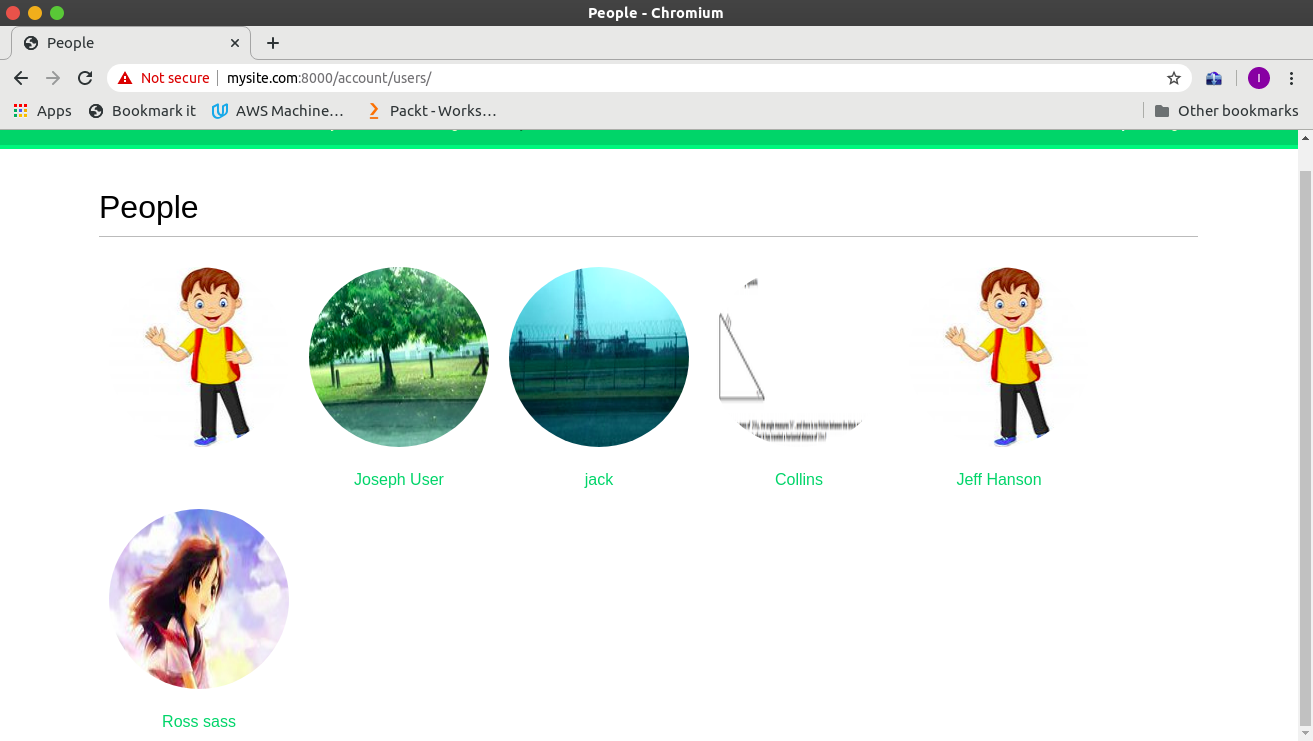 People - Chromium
People
Not secure mysite.com:8000/account/users/
I
Apps Bookmark it AWS Machine... Packt - Works... Other bookmarks
People
Joseph User jack Collins Jeff Hanson
Ross sass